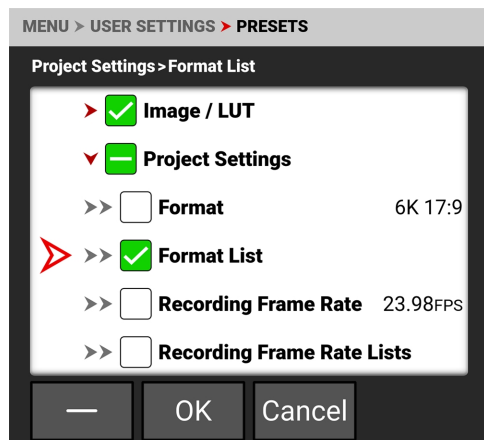 MENU > USER SETTINGS > PRESETS
Project Settings>Format List
Image / LUT
Project Settings
Format 6K 17:9
Format List
Recording Frame Rate 23.98FPS
Recording Frame Rate Lists
— OK Cancel